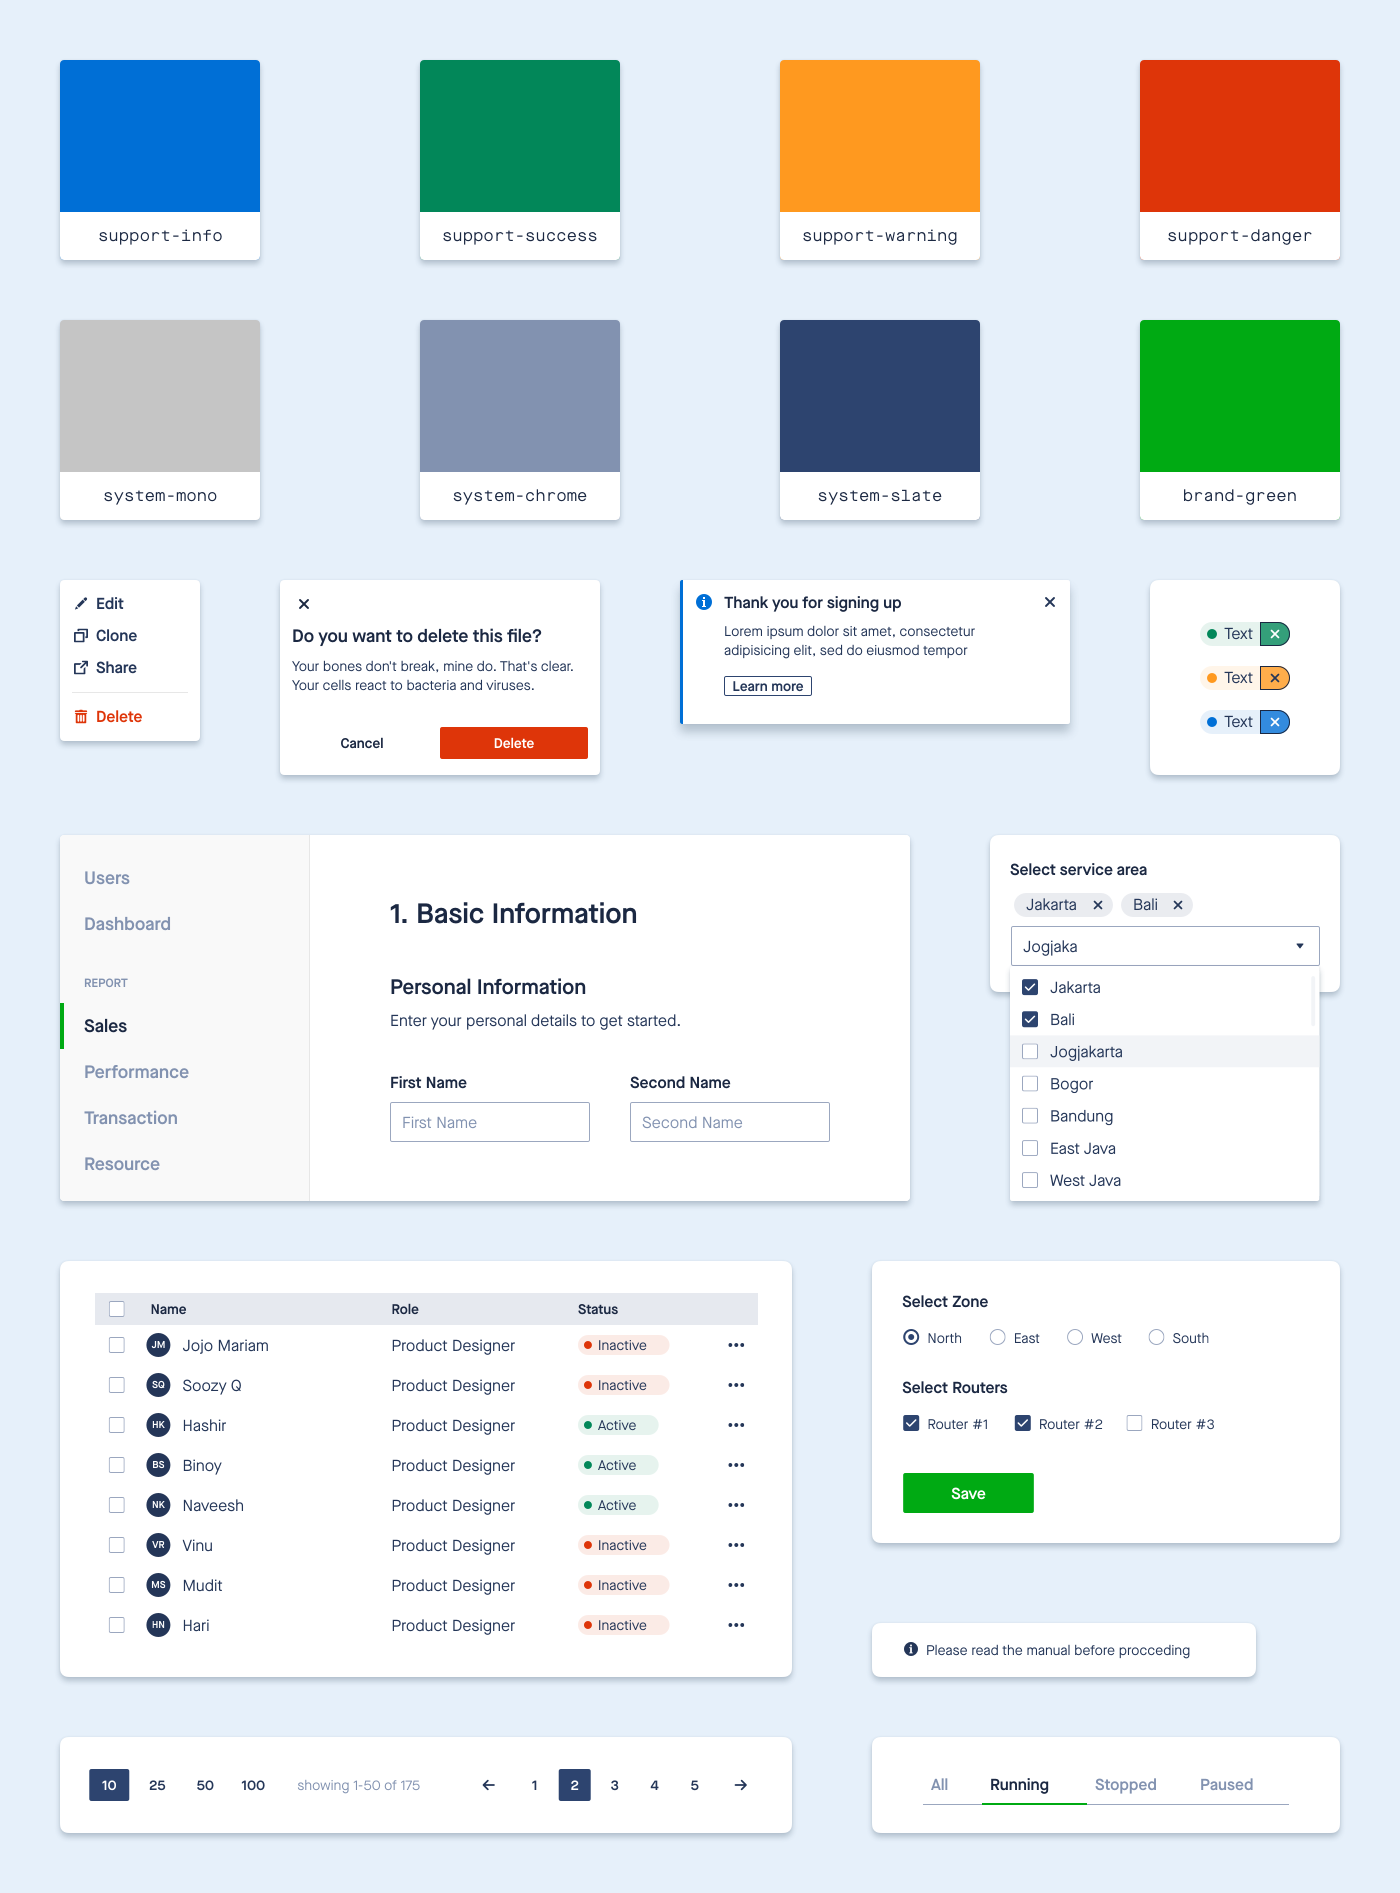 support-info
support-success
support-warning
support-danger
system-mono
system-chrome
system-slate
brand-green
Edit
Clone
Share
Delete
Do you want to delete this file?
Your bones don't break, mine do. That's clear.
Your cells react to bacteria and viruses.
Cancel
Delete
Thank you for signing up
Lorem ipsum dolor sit amet, consectetur
adipisicing elit, sed do eiusmod tempor
Learn more
Text
Text
Text
Users
Dashboard
REPORT
Sales
Performance
Transaction
Resource
1. Basic Information
Personal Information
Enter your personal details to get started.
First Name
Second Name
First Name
Second Name
Select service area
Jakarta
Bali
Jogjaka
Jakarta
Bali
Jogjakarta
Bogor
Bandung
East Java
West Java
Name Role Status
JM Jojo Mariam Product Designer Inactive
SQ Soozy Q Product Designer Inactive
HK Hashir Product Designer Active
BS Binoy Product Designer Active
NK Naveesh Product Designer Active
VR Vinu Product Designer Inactive
MS Mudit Product Designer Inactive
HN Hari Product Designer Inactive
Select Zone
North East West South
Select Routers
Router #1 Router #2 Router #3
Save
Please read the manual before procceding
10 25 50 100 showing 1-50 of 175 1 2 3 4 5
All Running Stopped Paused